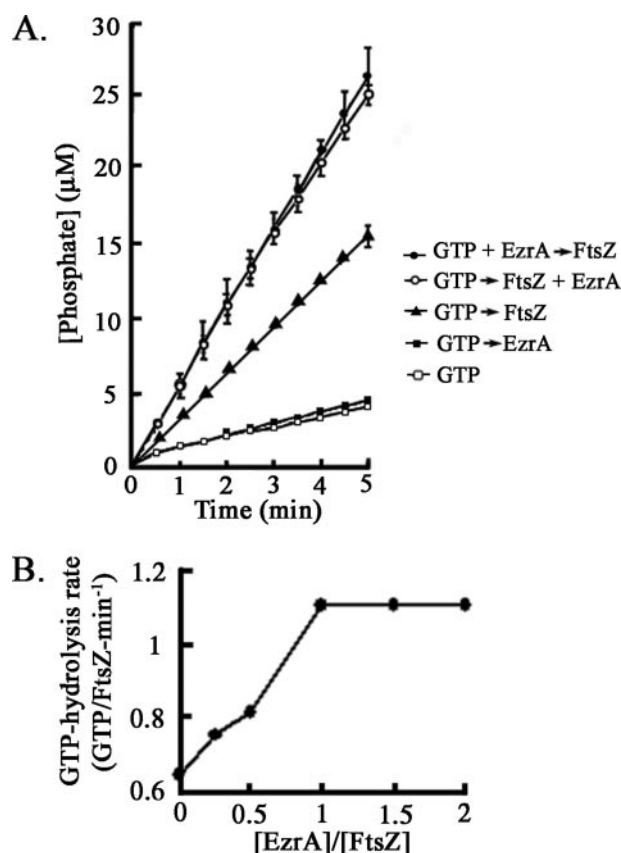 A.
30
25
20
15
10
5
0
[Phosphate] (μM)
0 1 2 3 4 5
Time (min)
GTP + EzrA→FtsZ
GTP→FtsZ + EzrA
GTP→FtsZ
GTP→EzrA
GTP
B.
1.2
1
0.8
0.6
GTP-hydrolysis rate
(GTP/FtsZ-min⁻¹)
0 0.5 1 1.5 2
[EzrA]/[FtsZ]